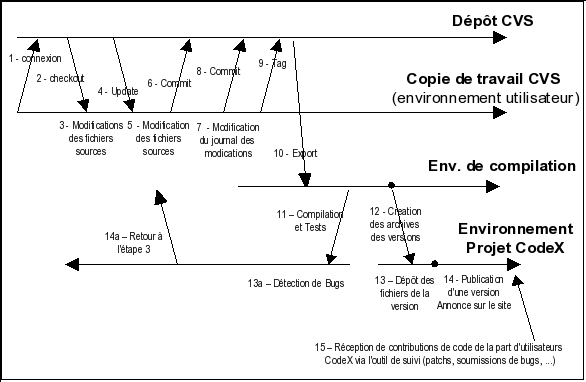 Dépôt CVS
1 - connexion
2 - checkout
4 - Update
6 - Commit
8 - Commit
9 - Tag
Copie de travail CVS
(environnement utilisateur)
3 - Modifications
des fichiers
sources
5 - Modification
des fichiers
sources
7 - Modification
du journal des
modications
10 - Export
Env. de compilation
11 – Compilation
et Tests
12 - Creation
des archives
des versions
Environnement
Projet CodeX
14a – Retour à
l'étape 3
13a – Détection de Bugs
13 – Dépôt des
fichiers de la
version
14 - Publication
d'une version
Annonce sur le site
15 – Réception de contributions de code de la part d'utilisateurs
CodeX via l'outil de suivi (patchs, soumissions de bugs, ...)